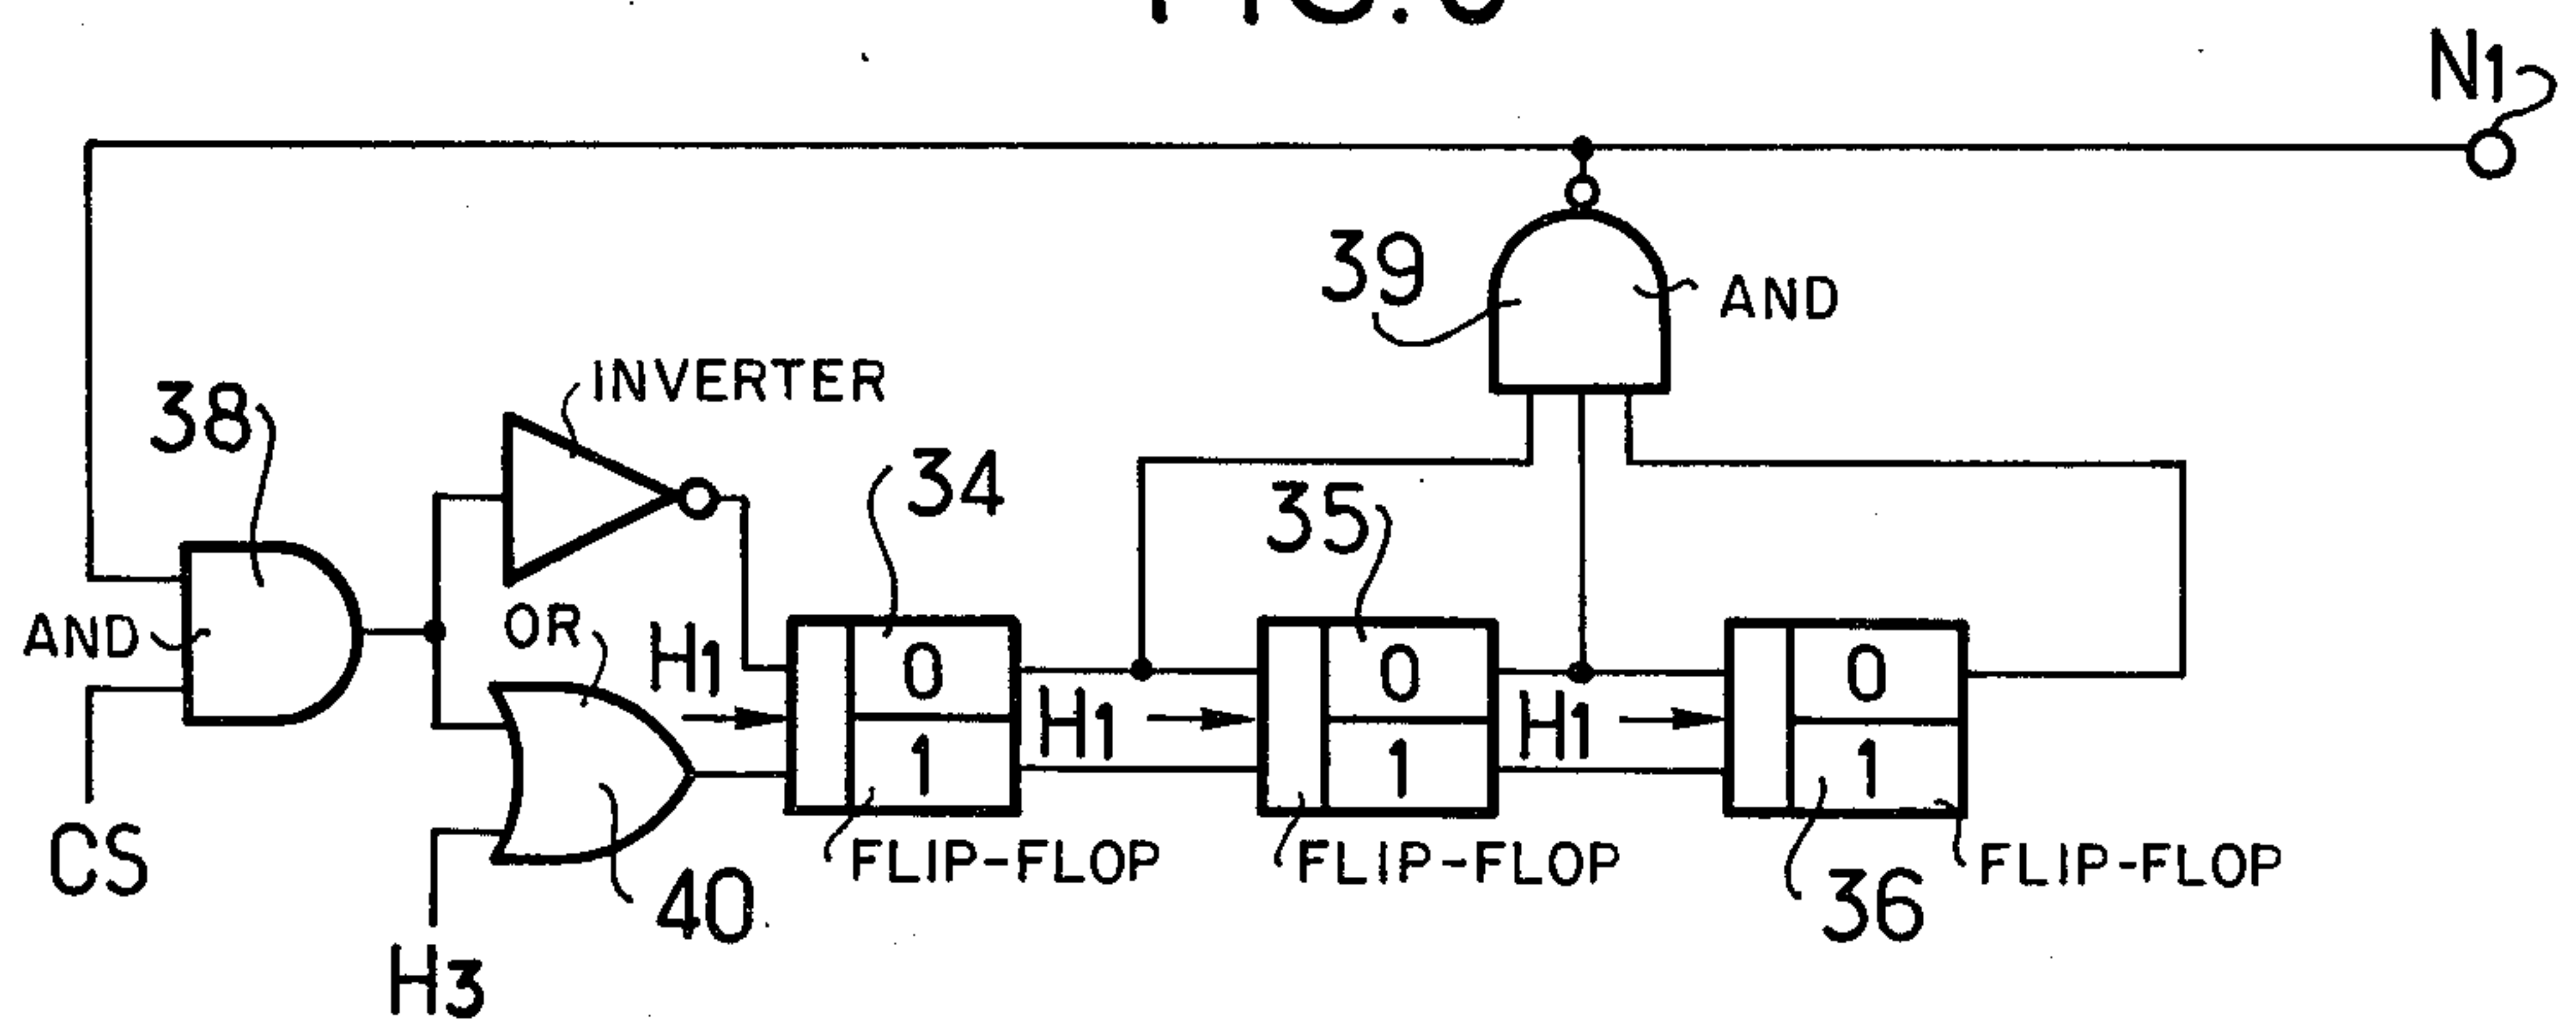 N1
39
AND
INVERTER
38
34
35
AND
OR
H1
0
1
H1
0
1
H1
0
1
CS
40
FLIP-FLOP
FLIP-FLOP
36
FLIP-FLOP
H3